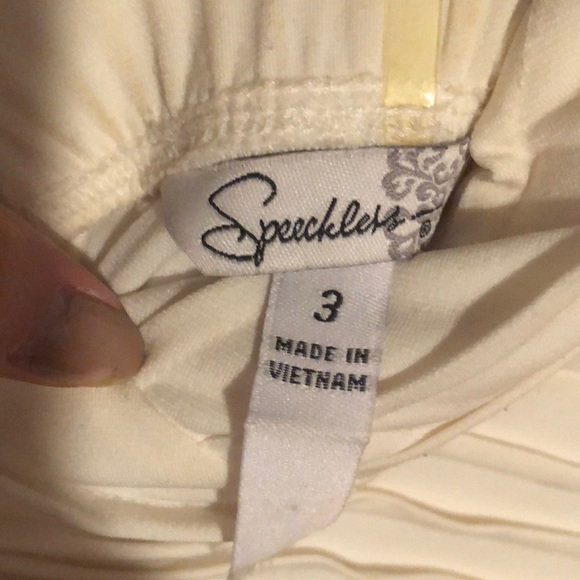 Speechless ®
3
MADE IN
VIETNAM